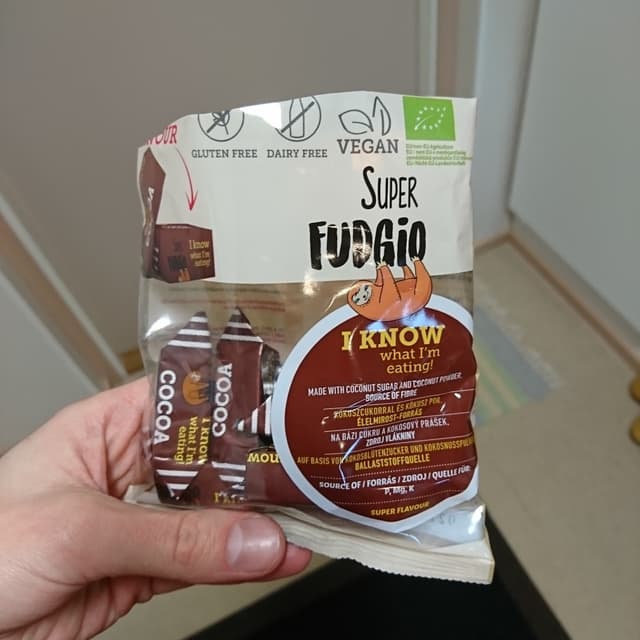 GLUTEN FREE
DAIRY FREE
VEGAN
SUPER
FUDGiO
I know
what I'm
eating!
I KNOW
what I'm
eating!
MADE WITH COCONUT SUGAR AND COCONUT POWDER,
SOURCE OF FIBRE
KÓKUSZCUKORRAL ÉS KÓKUSZ POR,
ÉLELMIROST-FORRÁS
NA BÁZI CUKRU A KOKOSOVÝ PRÁŠEK,
ZDROJ VLÁKNINY
AUF BASIS VON KOKOSBLÜTENZUCKER UND KOKOSNUSSPULVER
BALLASTSTOFFQUELLE
SOURCE OF / FORRÁS / ZDROJ / QUELLE FÜR:
P, Mg, K
SUPER FLAVOUR
COCOA
I know
what I'm
eating!
COCOA